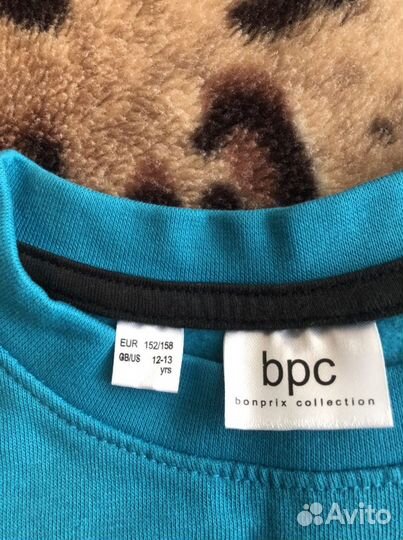 EUR 152/158
GB/US 12-13
yrs
bpc
bonprix collection
Avito